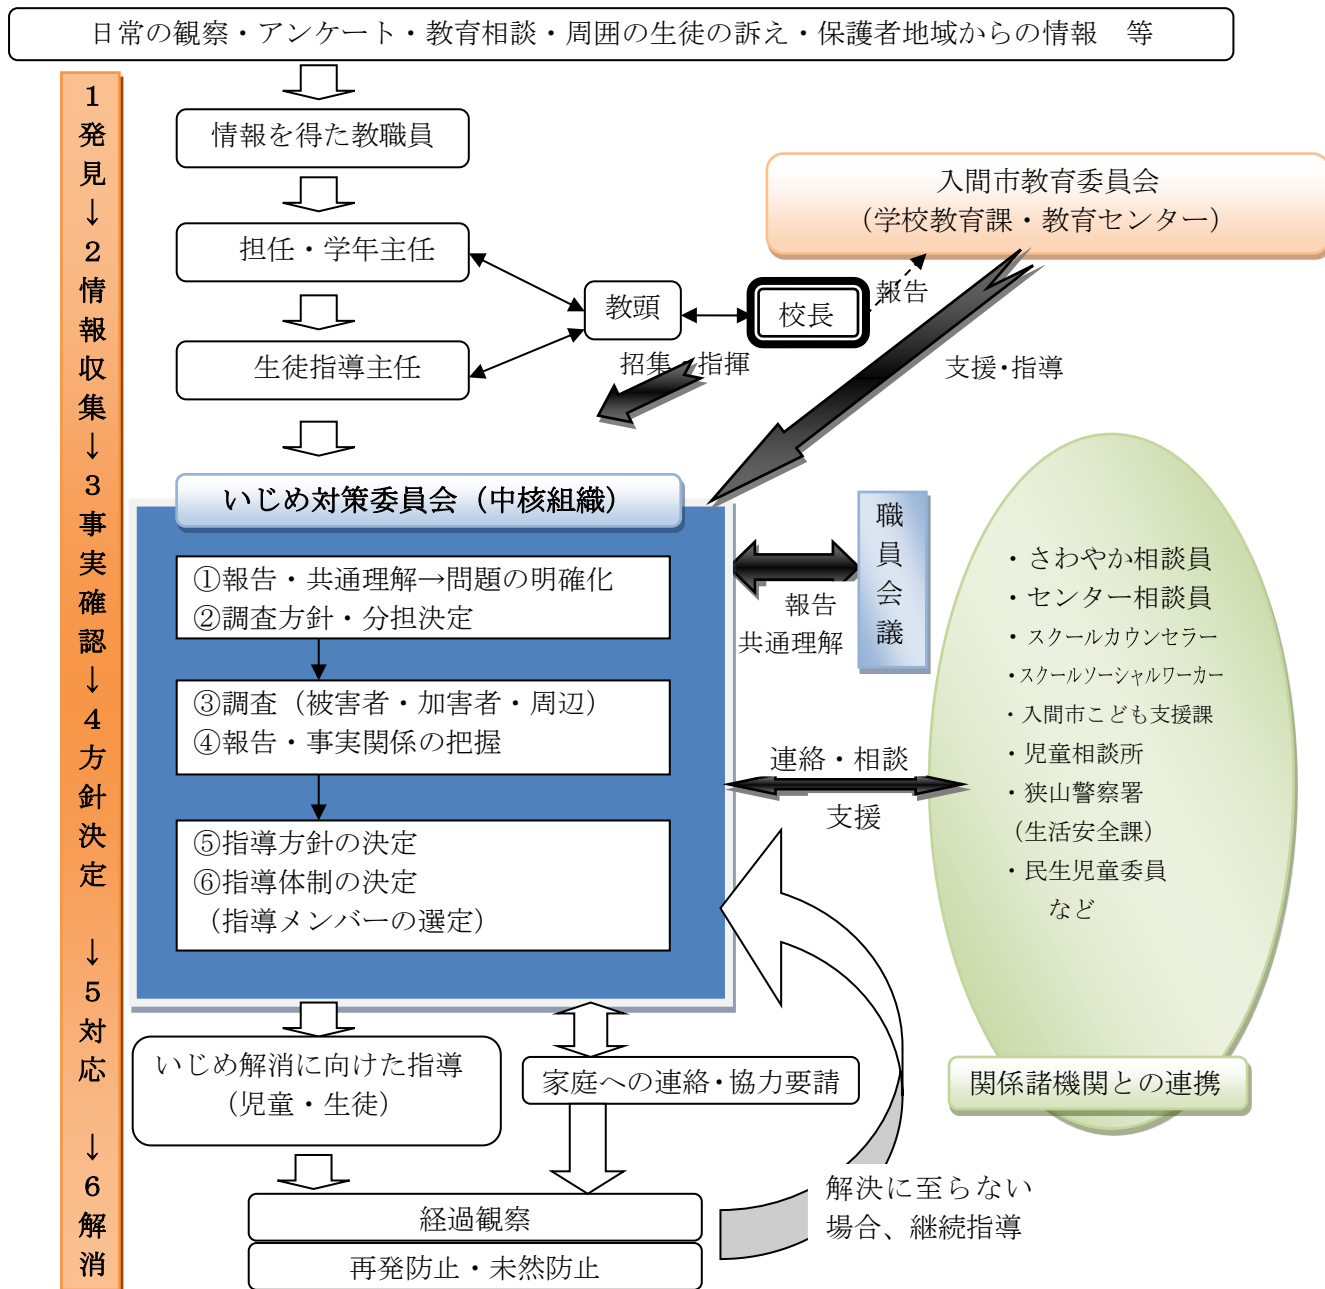 日常の観察・アンケート・教育相談・周囲の生徒の訴え・保護者地域からの情報　等
1発見↓2情報収集↓3事実確認↓4方針決定　↓5対応　↓6解消
情報を得た教職員
入間市教育委員会
（学校教育課・教育センター）
担任・学年主任
教頭
校長
報告
生徒指導主任
招集・指揮
支援・指導
いじめ対策委員会（中核組織）
①報告・共通理解→問題の明確化
②調査方針・分担決定
③調査（被害者・加害者・周辺）
④報告・事実関係の把握
⑤指導方針の決定
⑥指導体制の決定
（指導メンバーの選定）
職員会議
報告
共通理解
連絡・相談
支援
・さわやか相談員
・センター相談員
・スクールカウンセラー
・スクールソーシャルワーカー
・入間市こども支援課
・児童相談所
・狭山警察署
（生活安全課）
・民生児童委員
など
関係諸機関との連携
いじめ解消に向けた指導
（児童・生徒）
家庭への連絡・協力要請
経過観察
再発防止・未然防止
解決に至らない
場合、継続指導